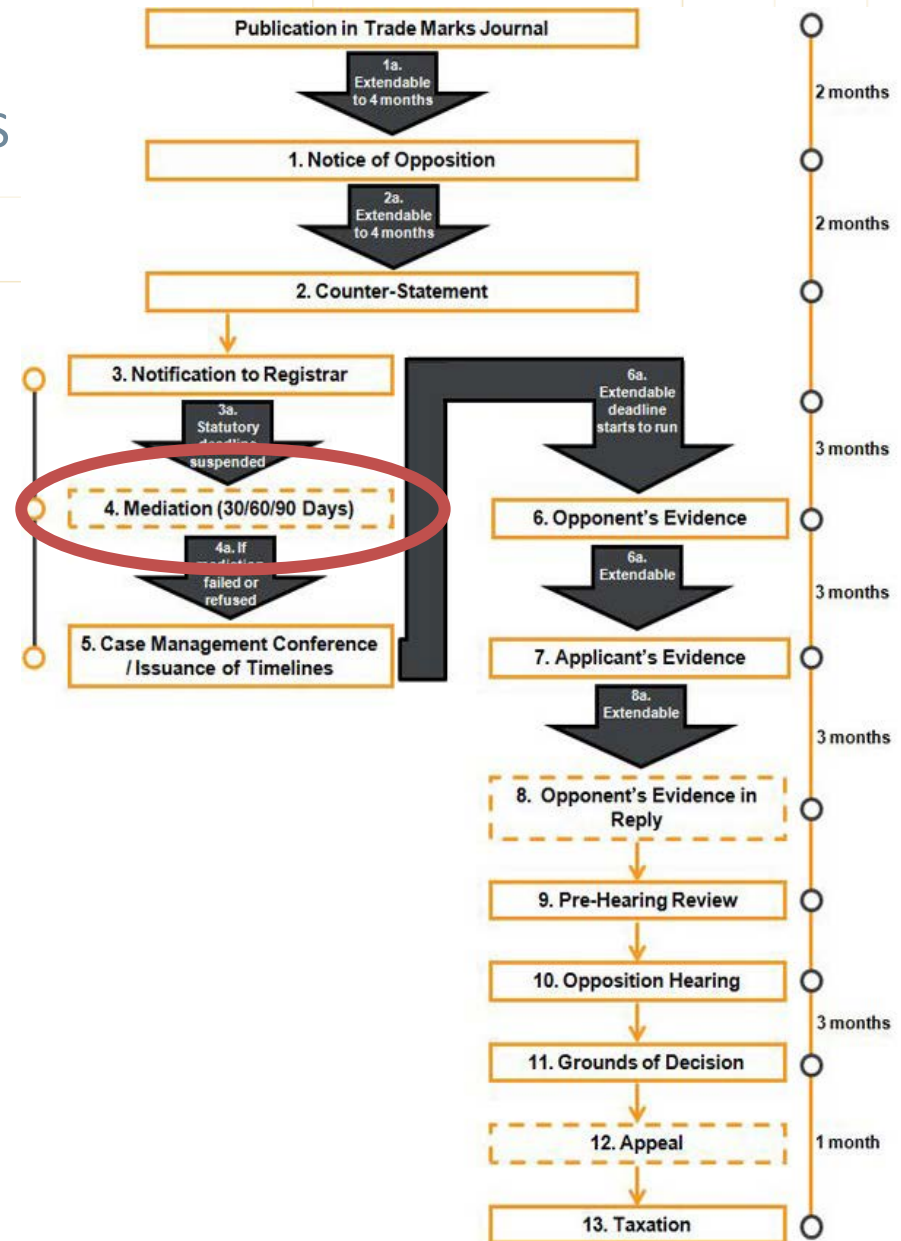 Publication in Trade Marks Journal
1a.
Extendable
to 4 months
2 months
s
1. Notice of Opposition
2a.
Extendable
to 4 months
2 months
2. Counter-Statement
3. Notification to Registrar
3a.
Statutory
deadline
suspended
4. Mediation (30/60/90 Days)
4a. If
mediation
failed or
refused
5. Case Management Conference
/ Issuance of Timelines
6a.
Extendable
deadline
starts to run
3 months
6. Opponent's Evidence
6a.
Extendable
3 months
7. Applicant's Evidence
8a.
Extendable
3 months
8. Opponent's Evidence in
Reply
9. Pre-Hearing Review
10. Opposition Hearing
3 months
11. Grounds of Decision
12. Appeal
1 month
13. Taxation